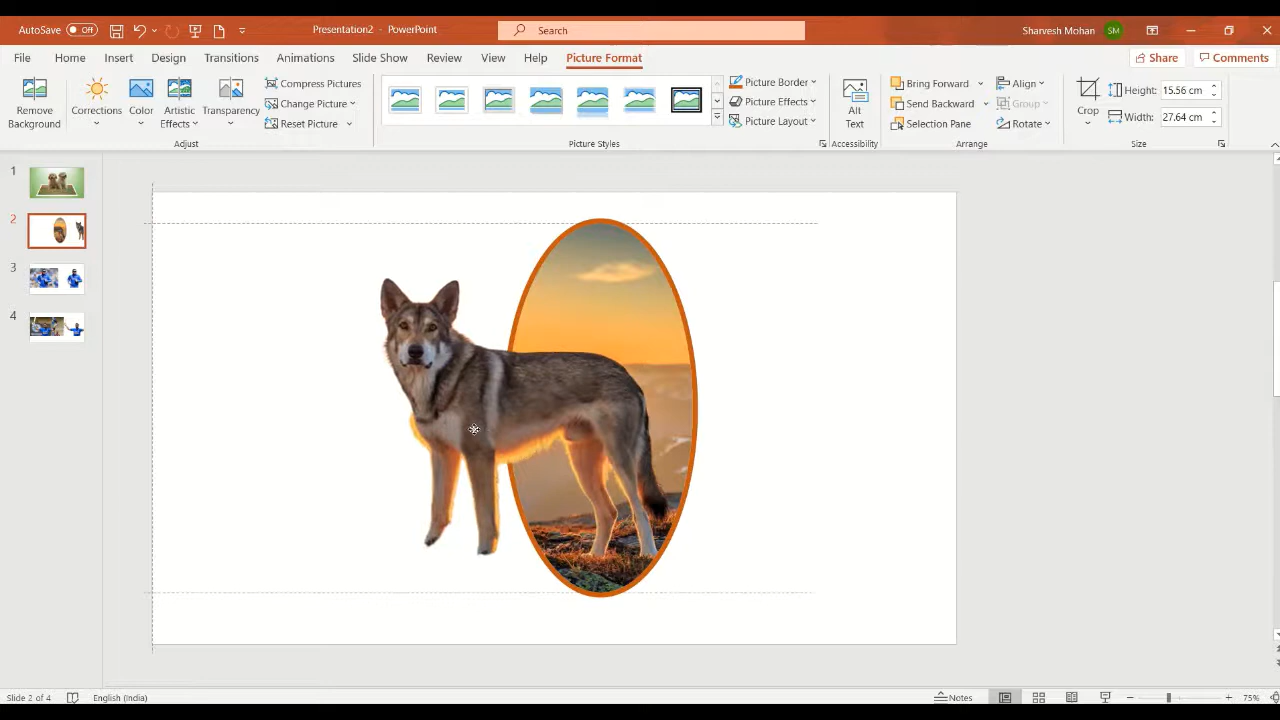 AutoSave Off Presentation2 - PowerPoint Search Sharvesh Mohan SM
File Home Insert Design Transitions Animations Slide Show Review View Help Picture Format Share Comments
Remove Background
Corrections
Color
Artistic Effects
Transparency
Compress Pictures
Change Picture
Reset Picture
Adjust
Picture Styles
Picture Border
Picture Effects
Picture Layout
Alt Text
Accessibility
Bring Forward
Send Backward
Selection Pane
Align
Group
Rotate
Arrange
Crop
Height: 15.56 cm
Width: 27.64 cm
Size
1
2
3
4
Slide 2 of 4 English (India) Notes 75%